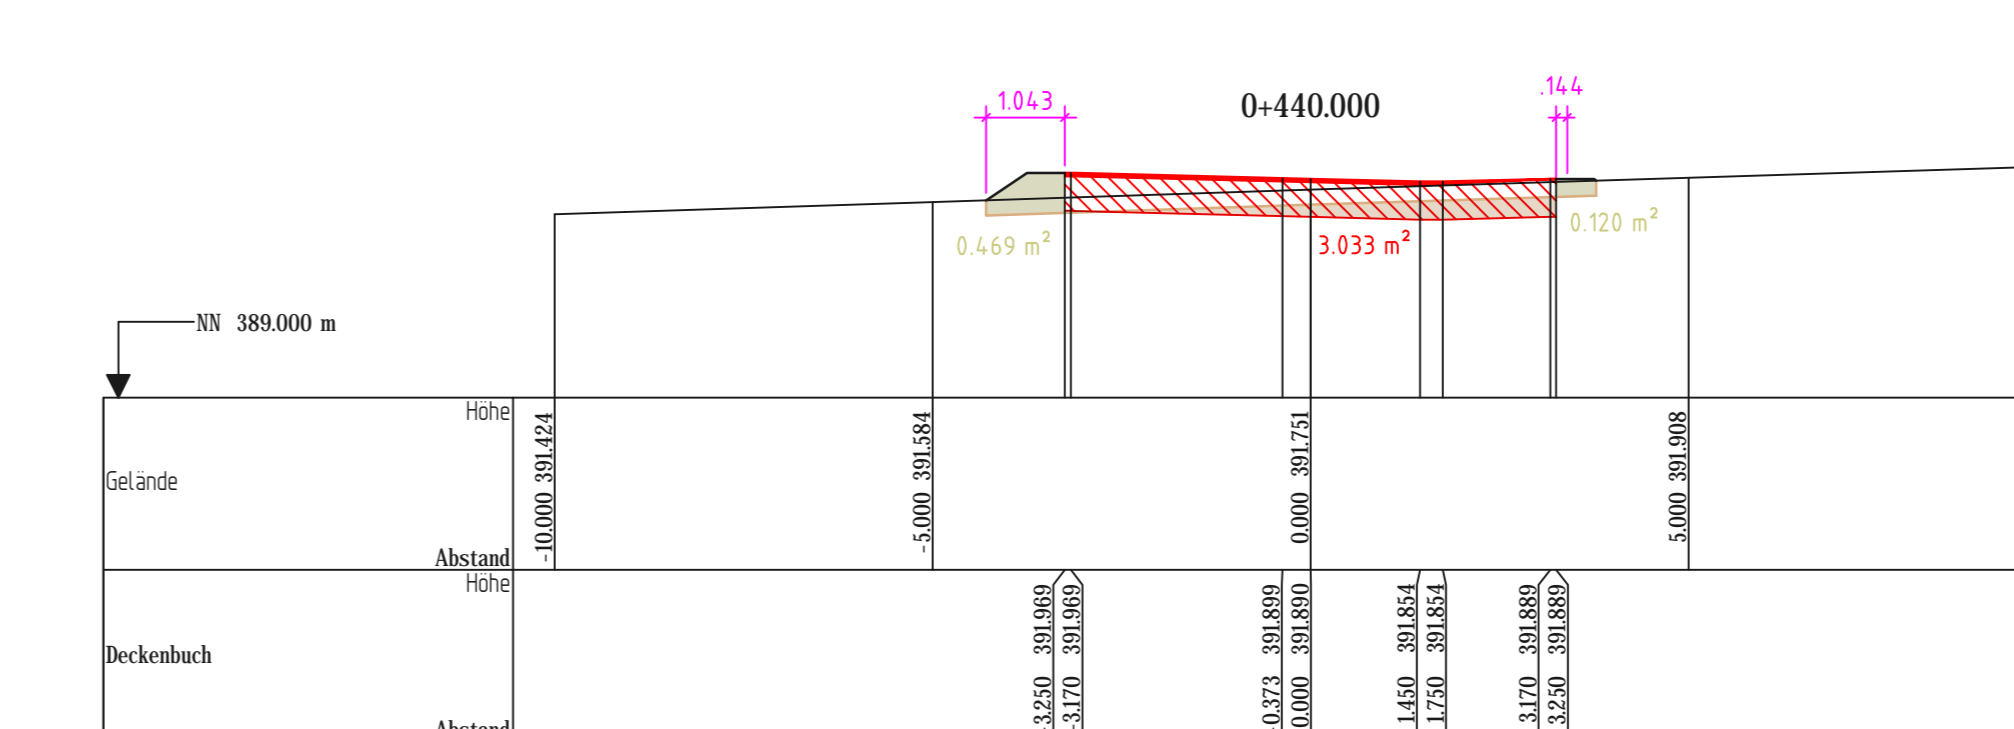 .144
1.043
0+440.000
0.469 m²
3.033 m²
0.120 m²
NN 389.000 m
Höhe
Gelände
Abstand
-10.000 391.424
-5.000 391.584
0.000 391.751
5.000 391.908
Höhe
Deckenbuch
3.250 391.969
-3.170 391.969
0.373 391.899
0.000 391.890
1.450 391.854
1.750 391.854
3.170 391.889
3.250 391.889
Abstand